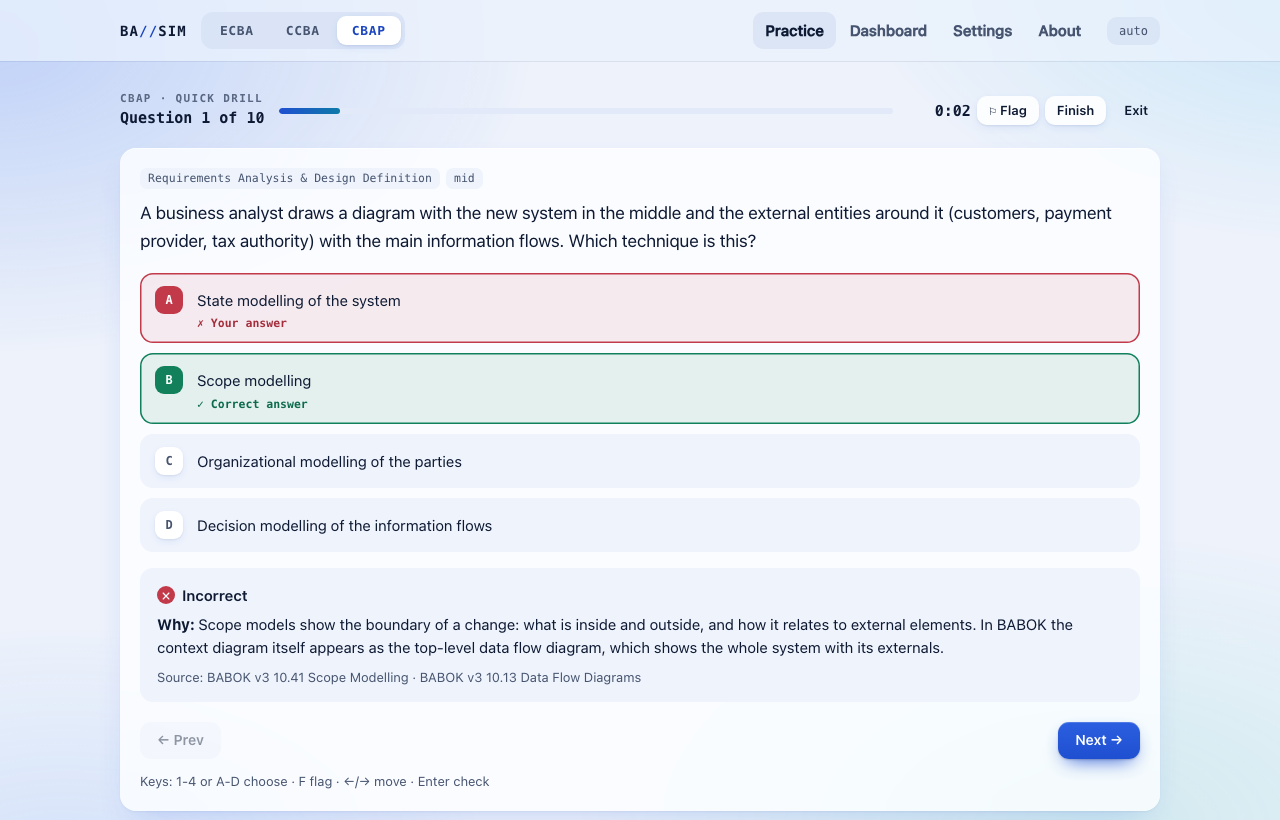 BA//SIM ECBA CCBA CBAP Practice Dashboard Settings About auto
CBAP · QUICK DRILL
Question 1 of 10 0:02 ⚐ Flag Finish Exit
Requirements Analysis & Design Definition mid
A business analyst draws a diagram with the new system in the middle and the external entities around it (customers, payment
provider, tax authority) with the main information flows. Which technique is this?
A State modelling of the system
✗ Your answer
B Scope modelling
✓ Correct answer
C Organizational modelling of the parties
D Decision modelling of the information flows
Incorrect
Why: Scope models show the boundary of a change: what is inside and outside, and how it relates to external elements. In BABOK the
context diagram itself appears as the top-level data flow diagram, which shows the whole system with its externals.
Source: BABOK v3 10.41 Scope Modelling · BABOK v3 10.13 Data Flow Diagrams
← Prev Next →
Keys: 1-4 or A-D choose · F flag · ←/→ move · Enter check